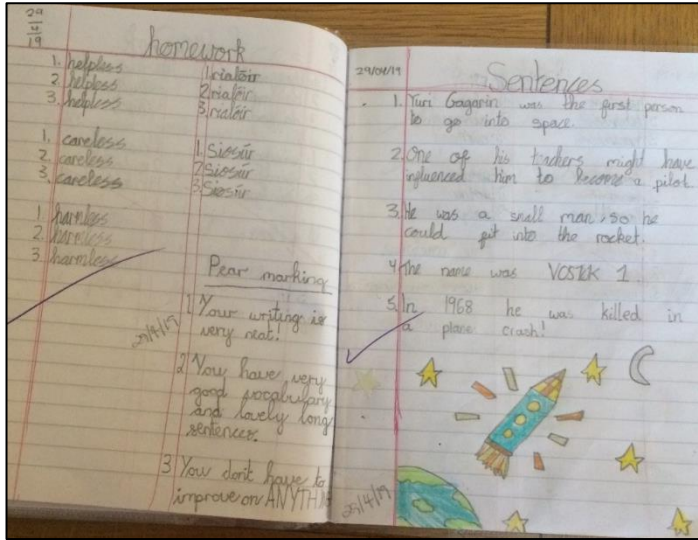 29
4
19
homework
1. helpless
2. helpless
3. helpless
1. rialóir
2. rialóir
3. rialóir
1. careless
2. careless
3. careless
1. Siosúr
2. Siosúr
3. Siosúr
1 harmless
2. harmless
3. harmless
Pear marking
1 Your writing is
very neat!
25/4/19
2 You have very
good vocabulary
and lovely long
sentences.
3 You don't have to
improve on ANYTHIN
29/04/19
Sentences
1. Yuri Gagarin was the first person
to go into space.
2. One of his teachers might have
influenced him to become a pilot.
3. He was a small man, so he
could fit into the rocket.
4 The name was VOSTOK 1
5. In 1968 he was killed in
a plane crash!
25/4/19